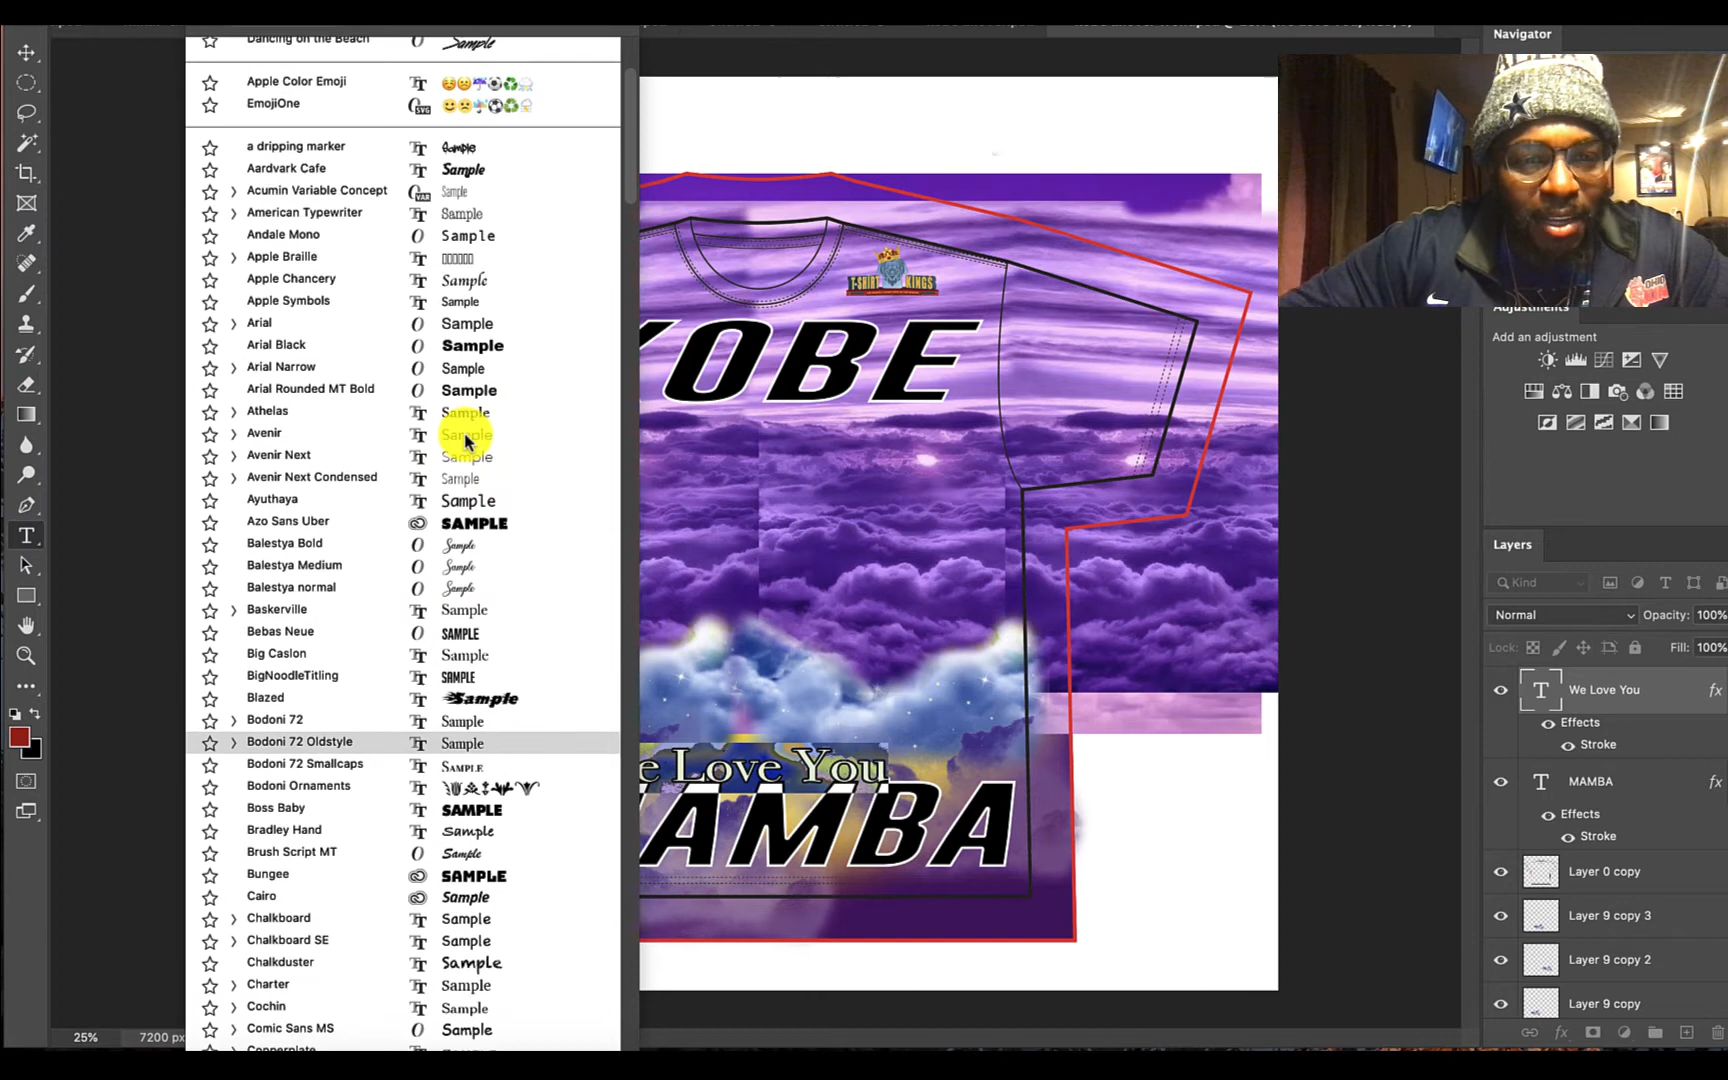 Dancing on the Beach Sample
Apple Color Emoji
EmojiOne
a dripping marker Sample
Aardvark Cafe Sample
Acumin Variable Concept Sample
American Typewriter Sample
Andale Mono Sample
Apple Braille
Apple Chancery Sample
Apple Symbols Sample
Arial Sample
Arial Black Sample
Arial Narrow Sample
Arial Rounded MT Bold Sample
Athelas Sample
Avenir Sample
Avenir Next Sample
Avenir Next Condensed Sample
Ayuthaya Sample
Azo Sans Uber SAMPLE
Balestya Bold Sample
Balestya Medium Sample
Balestya normal Sample
Baskerville Sample
Bebas Neue SAMPLE
Big Caslon Sample
BigNoodleTitling SAMPLE
Blazed Sample
Bodoni 72 Sample
Bodoni 72 Oldstyle Sample
Bodoni 72 Smallcaps Sample
Bodoni Ornaments
Boss Baby SAMPLE
Bradley Hand Sample
Brush Script MT Sample
Bungee SAMPLE
Cairo Sample
Chalkboard Sample
Chalkboard SE Sample
Chalkduster Sample
Charter Sample
Cochin Sample
Comic Sans MS Sample
25% 7200 px
T-SHIRT KINGS
OBE
e Love You
AMBA
OHIO
Navigator
Adjustments
Add an adjustment
Layers
Kind
Normal Opacity: 100%
Lock: Fill: 100%
We Love You fx
Effects
Stroke
MAMBA fx
Effects
Stroke
Layer 0 copy
Layer 9 copy 3
Layer 9 copy 2
Layer 9 copy